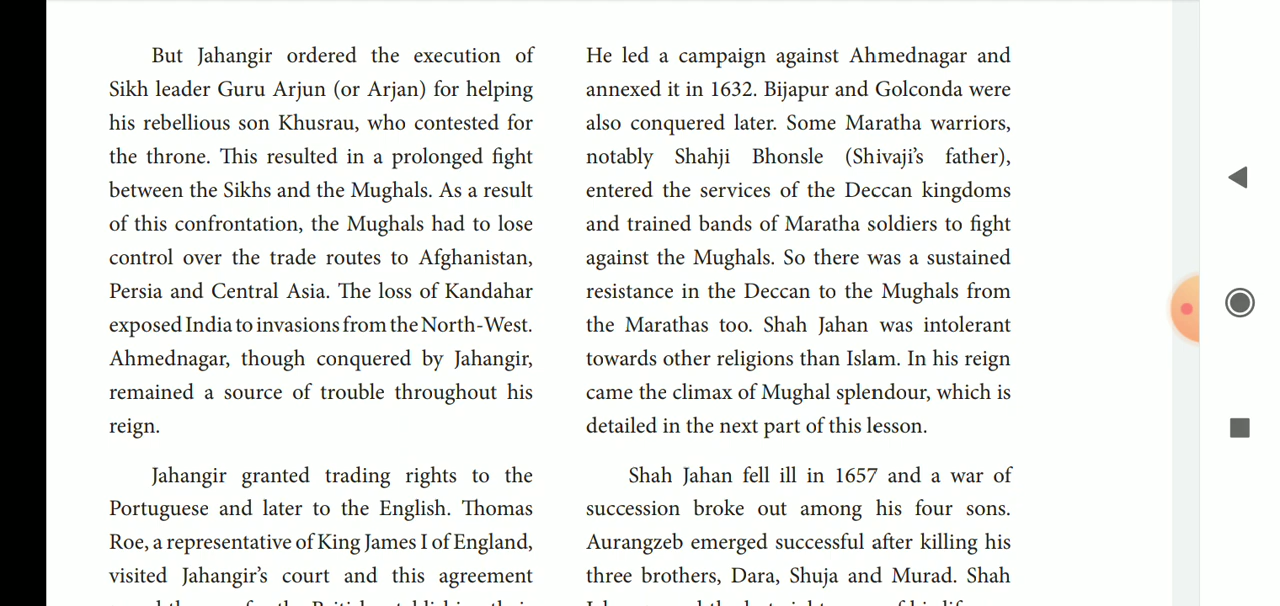 But Jahangir ordered the execution of
Sikh leader Guru Arjun (or Arjan) for helping
his rebellious son Khusrau, who contested for
the throne. This resulted in a prolonged fight
between the Sikhs and the Mughals. As a result
of this confrontation, the Mughals had to lose
control over the trade routes to Afghanistan,
Persia and Central Asia. The loss of Kandahar
exposed India to invasions from the North-West.
Ahmednagar, though conquered by Jahangir,
remained a source of trouble throughout his
reign.
Jahangir granted trading rights to the
Portuguese and later to the English. Thomas
Roe, a representative of King James I of England,
visited Jahangir's court and this agreement
He led a campaign against Ahmednagar and
annexed it in 1632. Bijapur and Golconda were
also conquered later. Some Maratha warriors,
notably Shahji Bhonsle (Shivaji's father),
entered the services of the Deccan kingdoms
and trained bands of Maratha soldiers to fight
against the Mughals. So there was a sustained
resistance in the Deccan to the Mughals from
the Marathas too. Shah Jahan was intolerant
towards other religions than Islam. In his reign
came the climax of Mughal splendour, which is
detailed in the next part of this lesson.
Shah Jahan fell ill in 1657 and a war of
succession broke out among his four sons.
Aurangzeb emerged successful after killing his
three brothers, Dara, Shuja and Murad. Shah